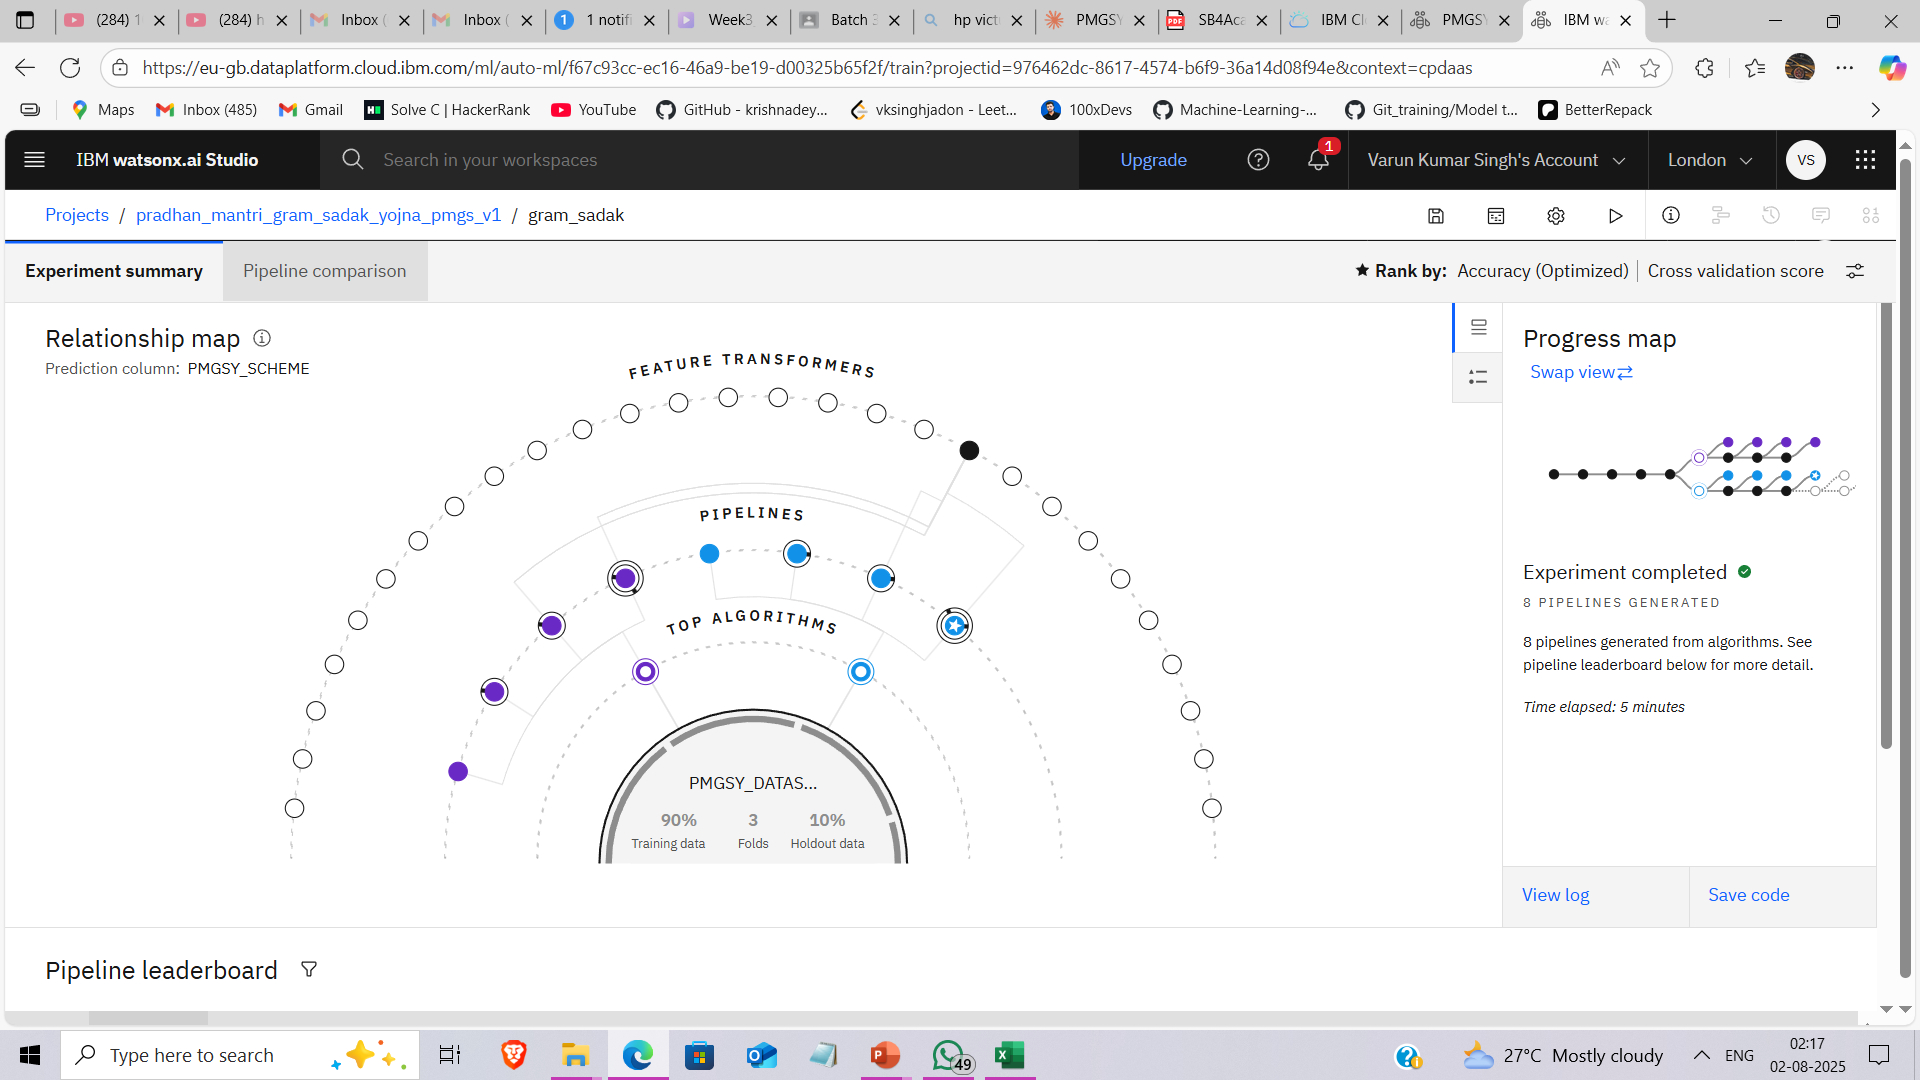 (284) 1
(284) h
Inbox (
Inbox (
1 notifi
Week3
Batch 3
hp victu
PMGSY
SB4Aca
IBM Cl
PMGSY
IBM wa
https://eu-gb.dataplatform.cloud.ibm.com/ml/auto-ml/f67c93cc-ec16-46a9-be19-d00325b65f2f/train?projectid=976462dc-8617-4574-b6f9-36a14d08f94e&context=cpdaas
Maps
Inbox (485)
Gmail
Solve C | HackerRank
YouTube
GitHub - krishnadey...
vksinghjadon - Leet...
100xDevs
Machine-Learning-...
Git_training/Model t...
BetterRepack
IBM watsonx.ai Studio
Search in your workspaces
Upgrade
1
Varun Kumar Singh's Account
London
VS
Projects / pradhan_mantri_gram_sadak_yojna_pmgs_v1 / gram_sadak
Experiment summary
Pipeline comparison
Rank by: Accuracy (Optimized) | Cross validation score
Relationship map
Prediction column: PMGSY_SCHEME
FEATURE TRANSFORMERS
PIPELINES
TOP ALGORITHMS
PMGSY_DATAS...
90% 3 10%
Training data Folds Holdout data
Progress map
Swap view
Experiment completed
8 PIPELINES GENERATED
8 pipelines generated from algorithms. See
pipeline leaderboard below for more detail.
Time elapsed: 5 minutes
View log
Save code
Pipeline leaderboard
Type here to search
49
27°C Mostly cloudy
ENG
02:17
02-08-2025